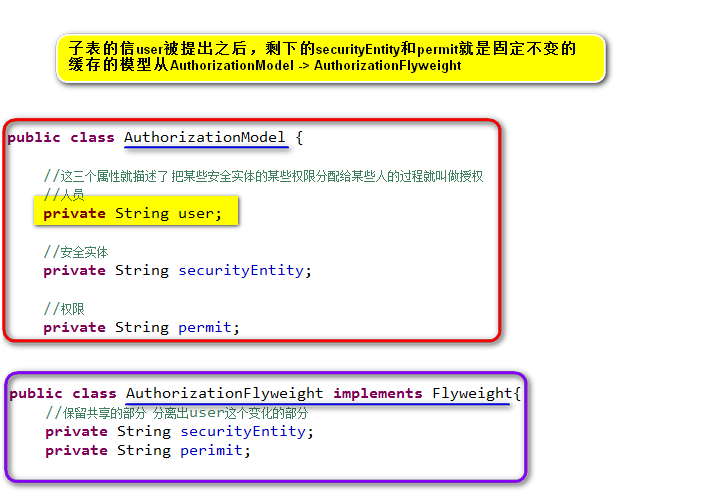 子表的信user被提出之后，剩下的securityEntity和permit就是固定不变的
缓存的模型从AuthorizationModel -> AuthorizationFlyweight
public class AuthorizationModel {
//这三个属性就描述了 把某些安全实体的某些权限分配给某些人的过程就叫做授权
//人员
private String user;
//安全实体
private String securityEntity;
//权限
private String permit;
public class AuthorizationFlyweight implements Flyweight{
//保留共享的部分 分离出user这个变化的部分
private String securityEntity;
private String perimit;